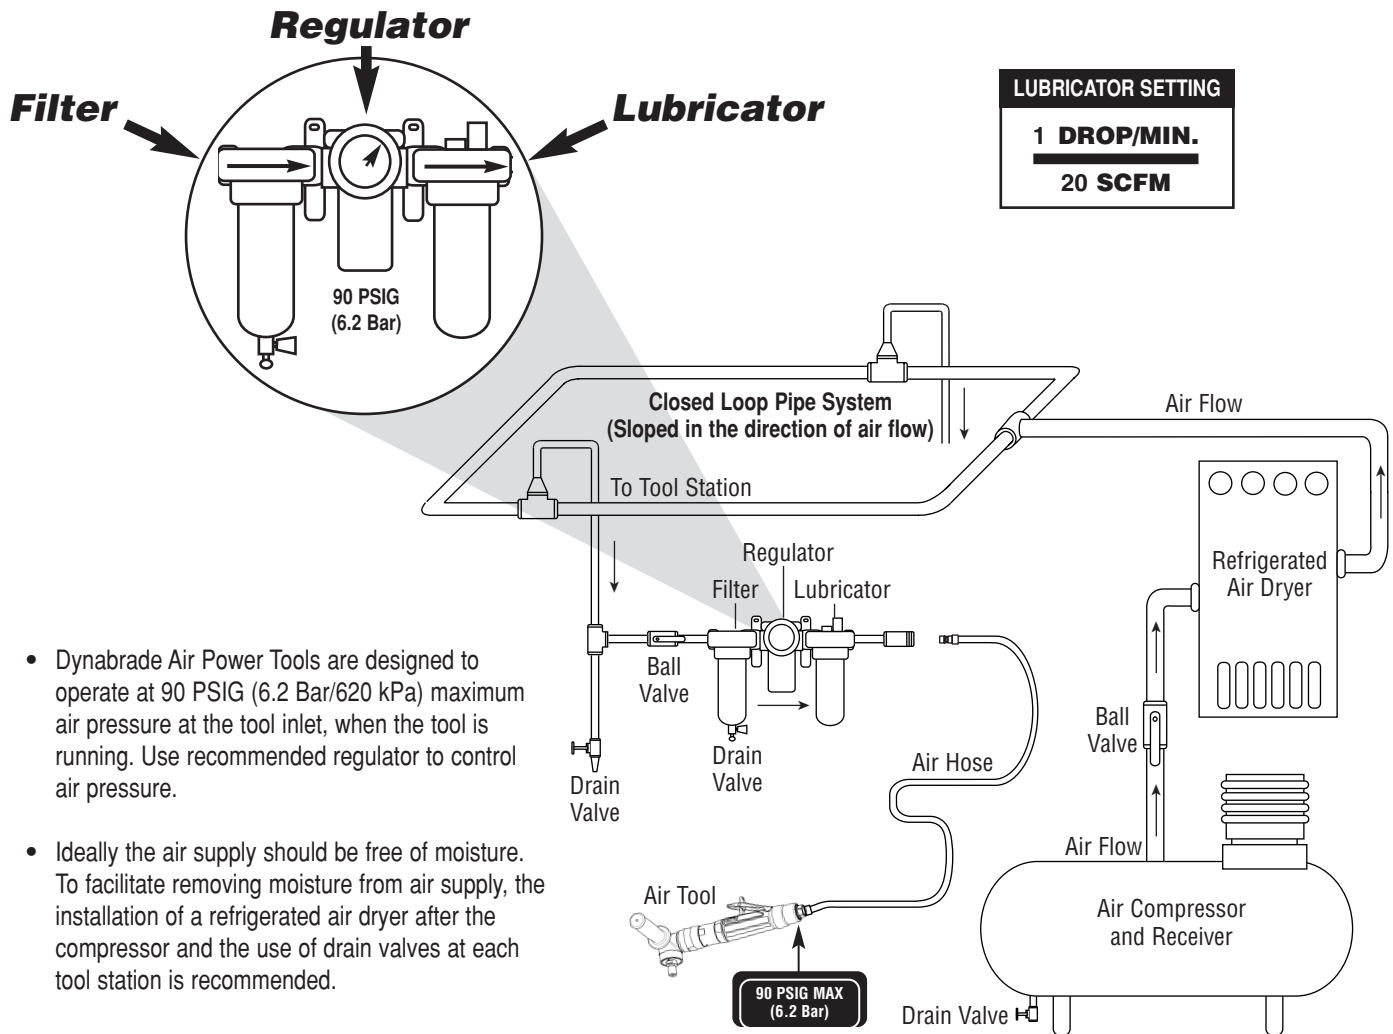 Regulator
Filter
Lubricator
90 PSIG
(6.2 Bar)
LUBRICATOR SETTING
1 DROP/MIN.
20 SCFM
Closed Loop Pipe System
(Sloped in the direction of air flow)
Air Flow
To Tool Station
Regulator
Filter
Lubricator
Refrigerated
Air Dryer
Ball
Valve
Drain
Valve
Drain
Valve
Air Hose
Ball
Valve
Air Flow
Air Tool
Air Compressor
and Receiver
90 PSIG MAX
(6.2 Bar)
Drain Valve
• Dynabrade Air Power Tools are designed to
operate at 90 PSIG (6.2 Bar/620 kPa) maximum
air pressure at the tool inlet, when the tool is
running. Use recommended regulator to control
air pressure.
• Ideally the air supply should be free of moisture.
To facilitate removing moisture from air supply, the
installation of a refrigerated air dryer after the
compressor and the use of drain valves at each
tool station is recommended.